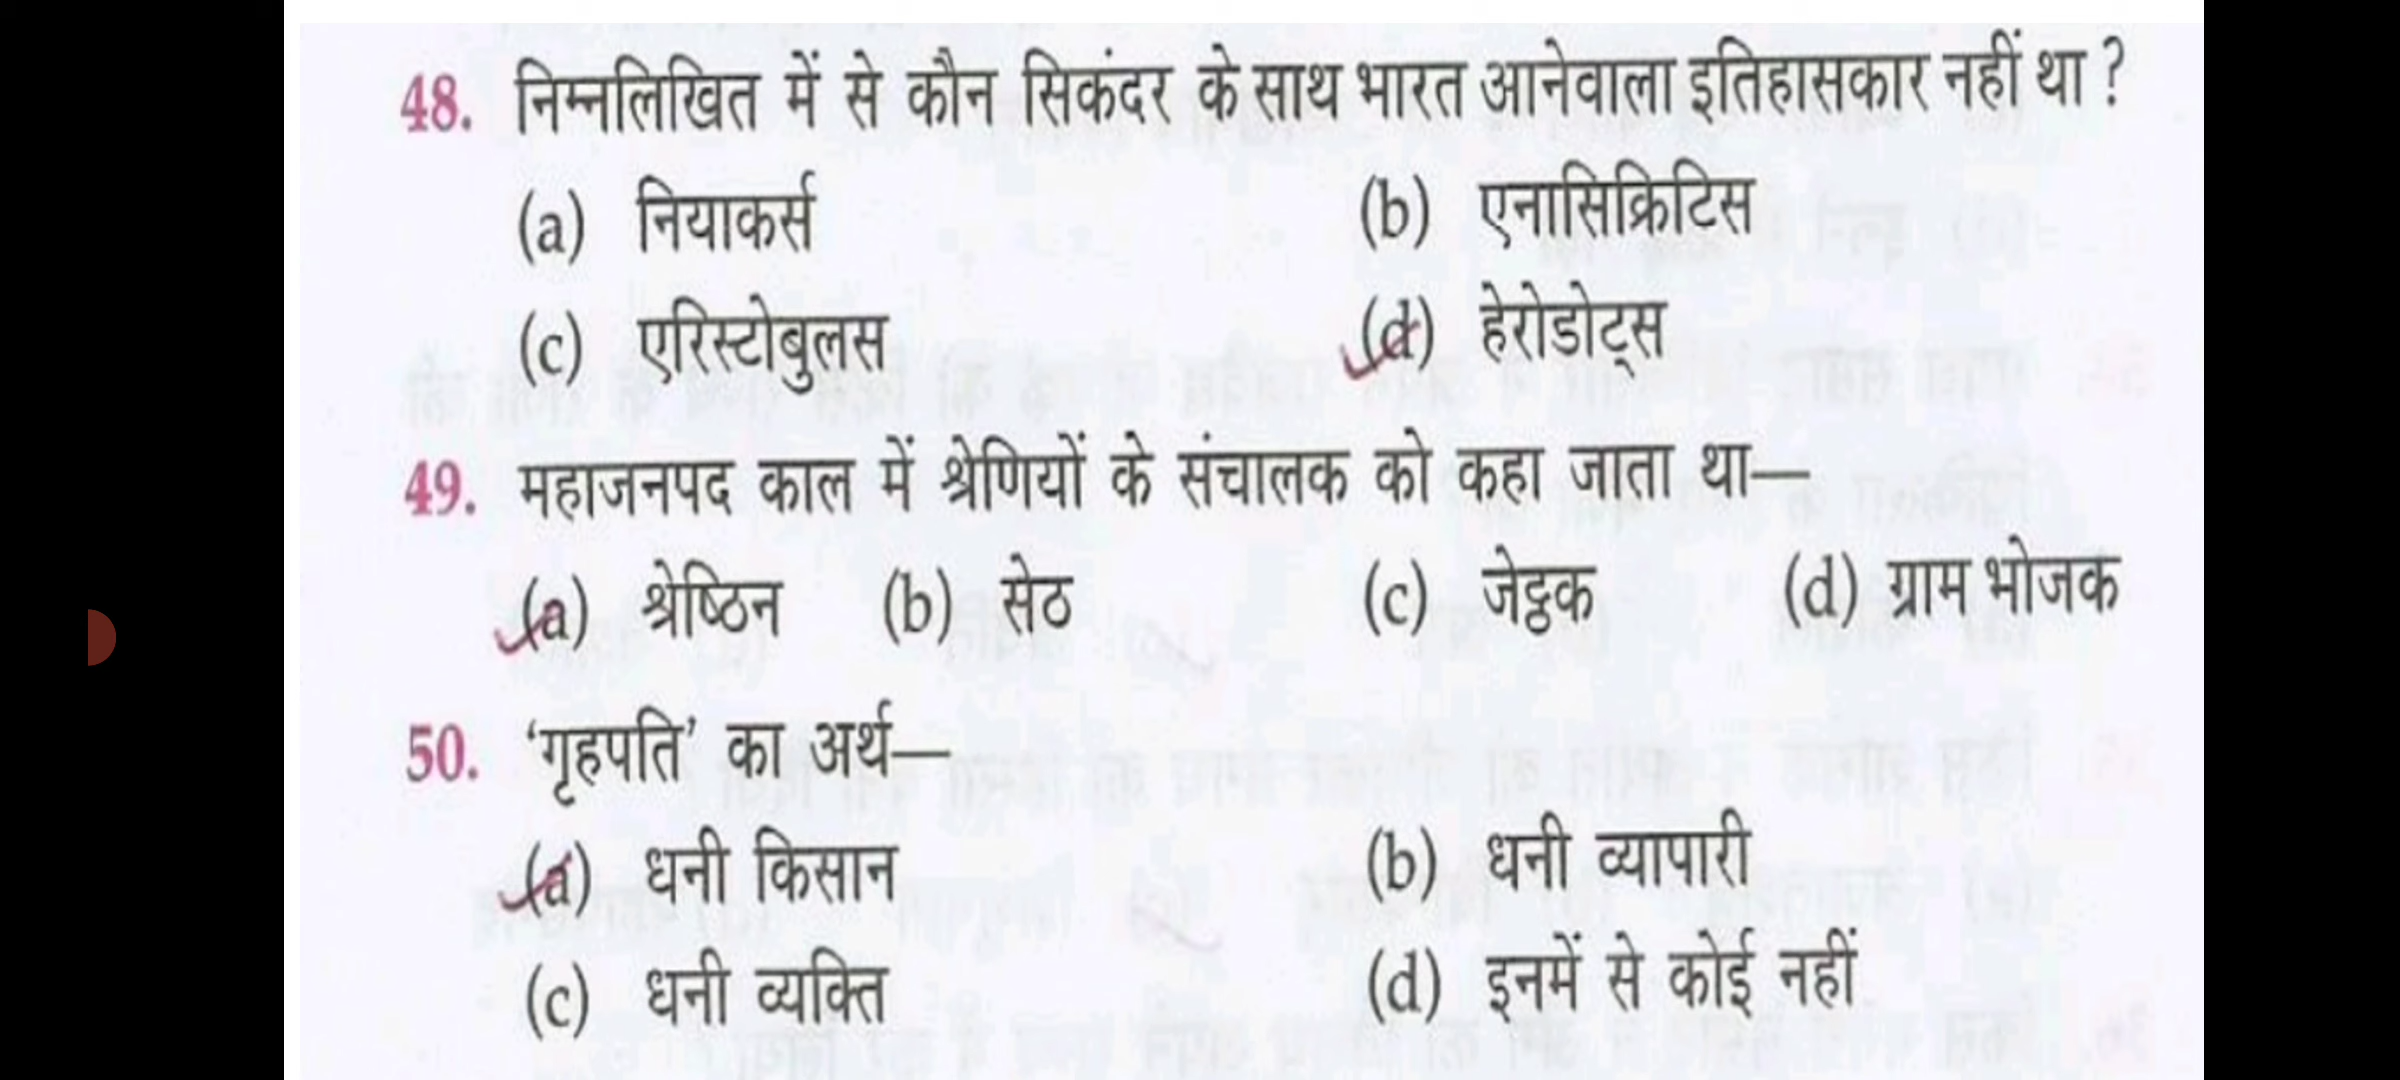 48. निम्नलिखित में से कौन सिकंदर के साथ भारत आनेवाला इतिहासकार नहीं था ?
(a) नियाकर्स (b) एनासिक्रिटिस
(c) एरिस्टोबुलस (d) हेरोडोट्स
49. महाजनपद काल में श्रेणियों के संचालक को कहा जाता था—
(a) श्रेष्ठिन (b) सेठ (c) जेट्ठक (d) ग्राम भोजक
50. ‘गृहपति’ का अर्थ—
(a) धनी किसान (b) धनी व्यापारी
(c) धनी व्यक्ति (d) इनमें से कोई नहीं